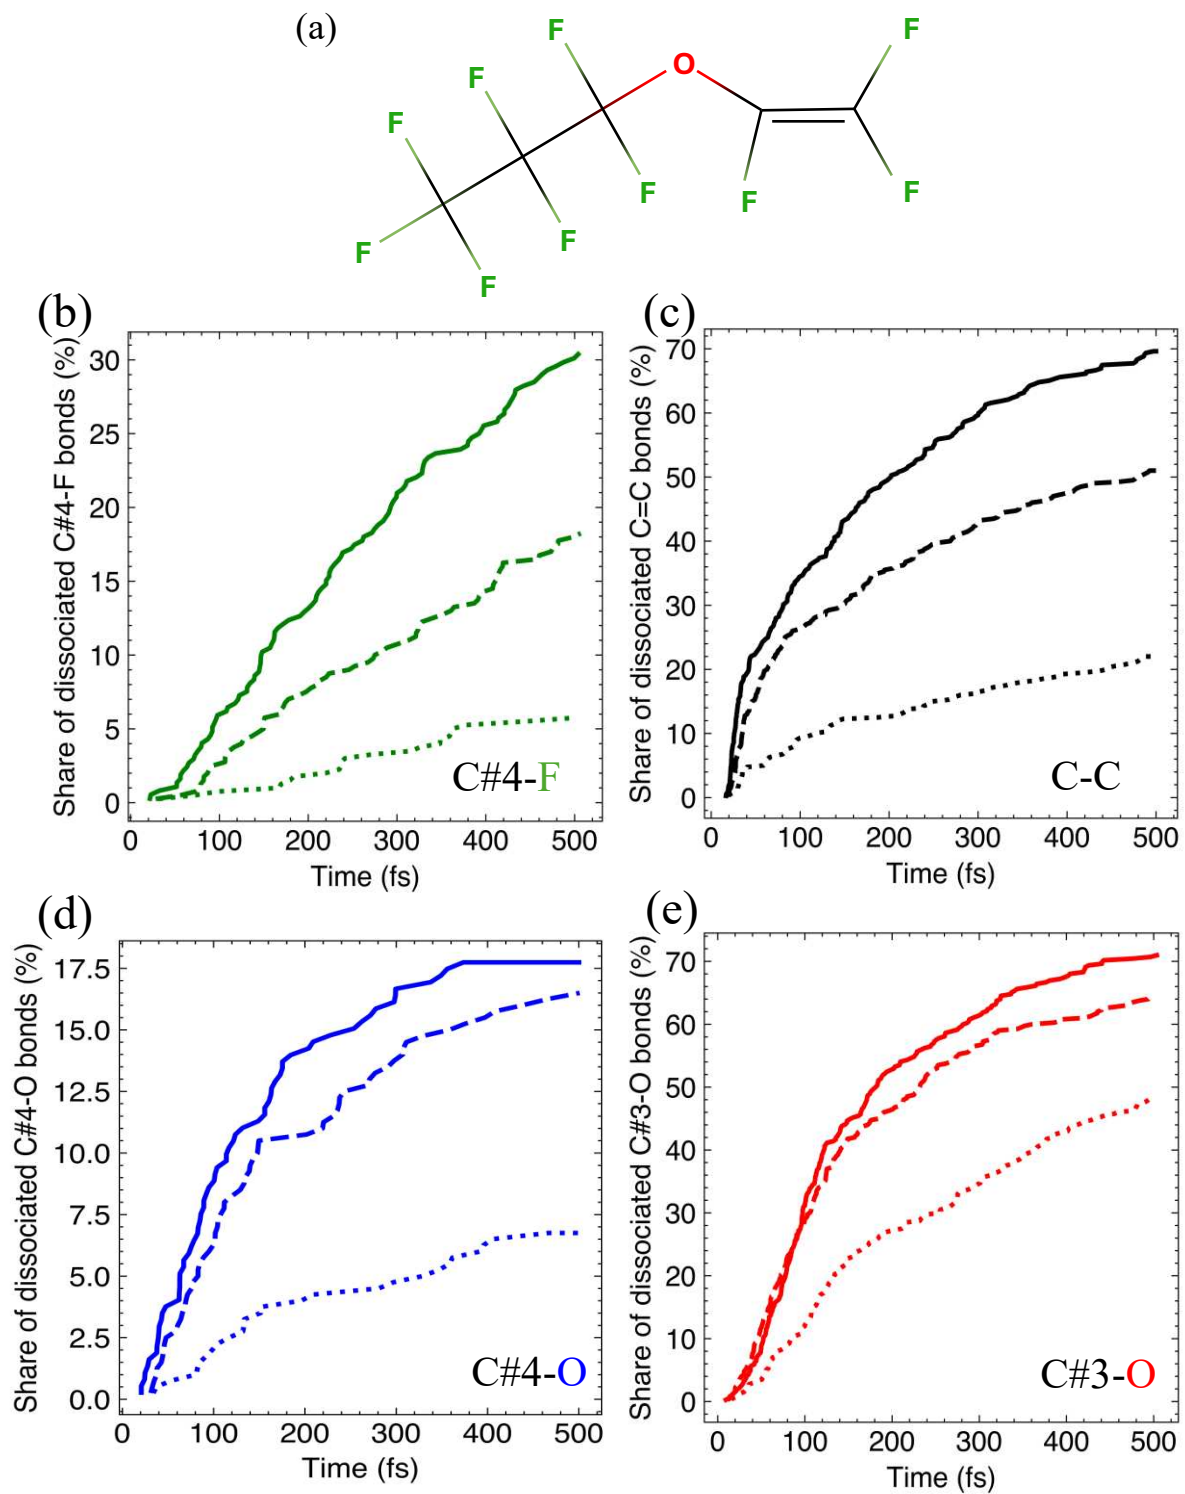 (a)
F
F
O
F
F
F
F
F
F
F
F
F
(b)
Share of dissociated C#4-F bonds (%)
30
25
20
15
10
5
0
C#4-F
0 100 200 300 400 500
Time (fs)
(c)
Share of dissociated C=C bonds (%)
70
60
50
40
30
20
10
0
C-C
0 100 200 300 400 500
Time (fs)
(d)
Share of dissociated C#4-O bonds (%)
17.5
15.0
12.5
10.0
7.5
5.0
2.5
0.0
C#4-O
0 100 200 300 400 500
Time (fs)
(e)
Share of dissociated C#3-O bonds (%)
70
60
50
40
30
20
10
0
C#3-O
0 100 200 300 400 500
Time (fs)